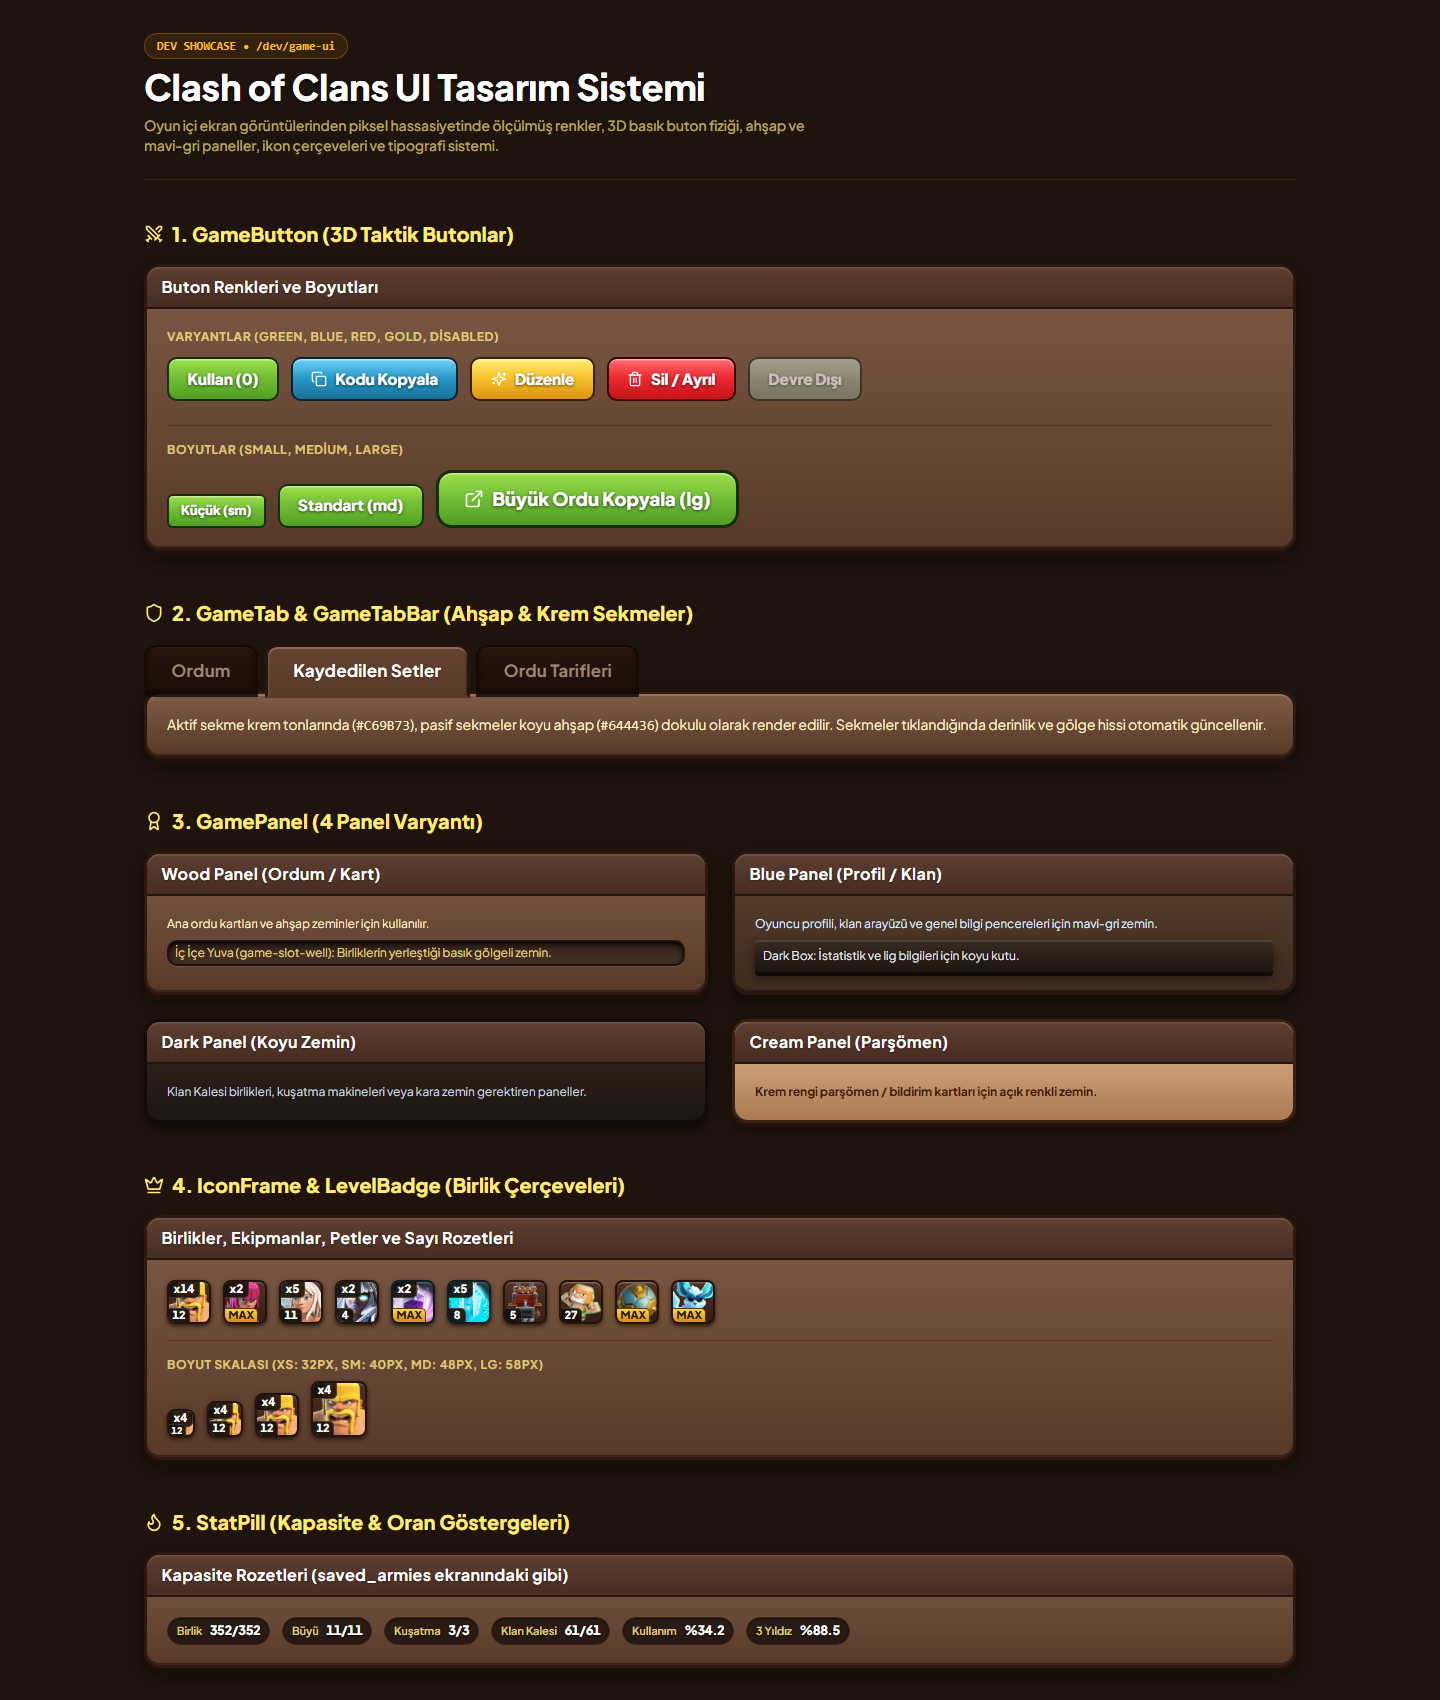 DEV SHOWCASE • /dev/game-ui
Clash of Clans UI Tasarım Sistemi
Oyun içi ekran görüntülerinden piksel hassasiyetinde ölçülmüş renkler, 3D basık buton fiziği, ahşap ve
mavi-gri paneller, ikon çerçeveleri ve tipografi sistemi.
1. GameButton (3D Taktik Butonlar)
Buton Renkleri ve Boyutları
VARYANTLAR (GREEN, BLUE, RED, GOLD, DİSABLED)
Kullan (0) Kodu Kopyala Düzenle Sil / Ayrıl Devre Dışı
BOYUTLAR (SMALL, MEDİUM, LARGE)
Küçük (sm) Standart (md) Büyük Ordu Kopyala (lg)
2. GameTab & GameTabBar (Ahşap & Krem Sekmeler)
Ordum Kaydedilen Setler Ordu Tarifleri
Aktif sekme krem tonlarında (#C69B73), pasif sekmeler koyu ahşap (#644436) dokulu olarak render edilir. Sekmeler tıklandığında derinlik ve gölge hissi otomatik güncellenir.
3. GamePanel (4 Panel Varyantı)
Wood Panel (Ordum / Kart)
Ana ordu kartları ve ahşap zeminler için kullanılır.
İç İçe Yuva (game-slot-well): Birliklerin yerleştiği basık gölgeli zemin.
Blue Panel (Profil / Klan)
Oyuncu profili, klan arayüzü ve genel bilgi pencereleri için mavi-gri zemin.
Dark Box: İstatistik ve lig bilgileri için koyu kutu.
Dark Panel (Koyu Zemin)
Klan Kalesi birlikleri, kuşatma makineleri veya kara zemin gerektiren paneller.
Cream Panel (Parşömen)
Krem rengi parşömen / bildirim kartları için açık renkli zemin.
4. IconFrame & LevelBadge (Birlik Çerçeveleri)
Birlikler, Ekipmanlar, Petler ve Sayı Rozetleri
x14 x2 x5 x2 x2 x5
12 MAX 11 4 MAX 8 5 27 MAX MAX
BOYUT SKALASI (XS: 32PX, SM: 40PX, MD: 48PX, LG: 58PX)
x4 x4 x4 x4
12 12 12 12
5. StatPill (Kapasite & Oran Göstergeleri)
Kapasite Rozetleri (saved_armies ekranındaki gibi)
Birlik 352/352 Büyü 11/11 Kuşatma 3/3 Klan Kalesi 61/61 Kullanım %34.2 3 Yıldız %88.5